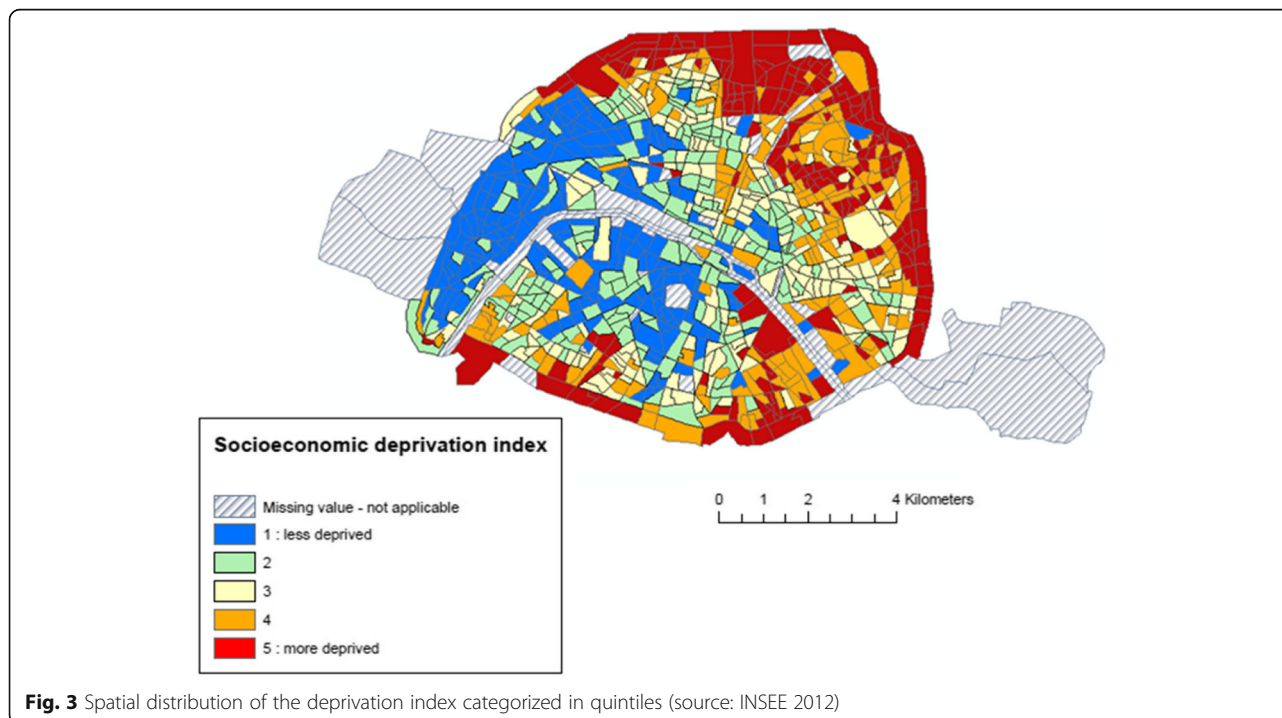 Socioeconomic deprivation index
Missing value - not applicable
1 : less deprived
2
3
4
5 : more deprived
0 1 2 4 Kilometers
Fig. 3 Spatial distribution of the deprivation index categorized in quintiles (source: INSEE 2012)